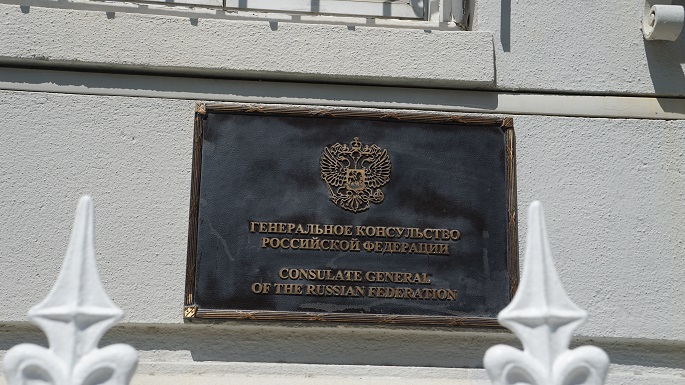 ГЕНЕРАЛЬНОЕ КОНСУЛЬСТВО
РОССИЙСКОЙ ФЕДЕРАЦИИ
CONSULATE GENERAL
OF THE RUSSIAN FEDERATION